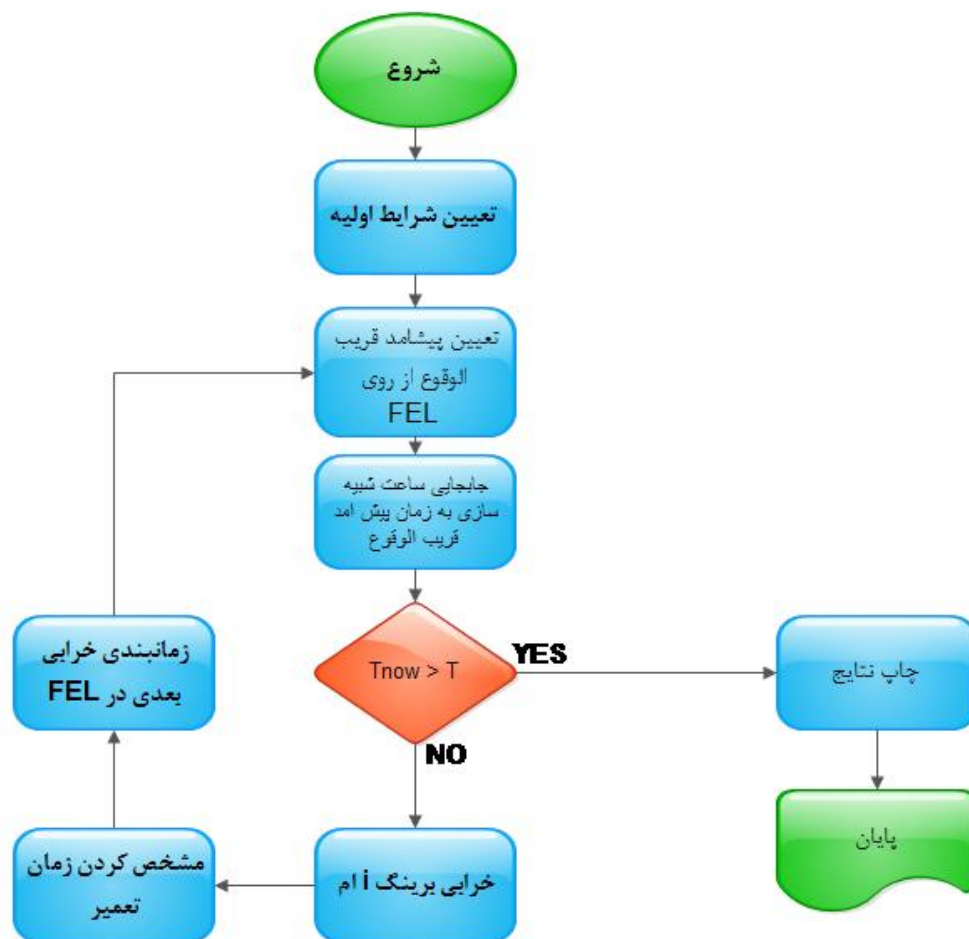 شروع
تعیین شرایط اولیه
تعیین پیشامد قریب
الوقوع از روی
FEL
جابجایی ساعت شبیه
سازی به زمان پیش امد
قریب الوقوع
Tnow > T
YES
NO
چاپ نتایج
پایان
خرابی برینگ i ام
مشخص کردن زمان
تعمیر
زمانبندی خرابی
بعدی در FEL